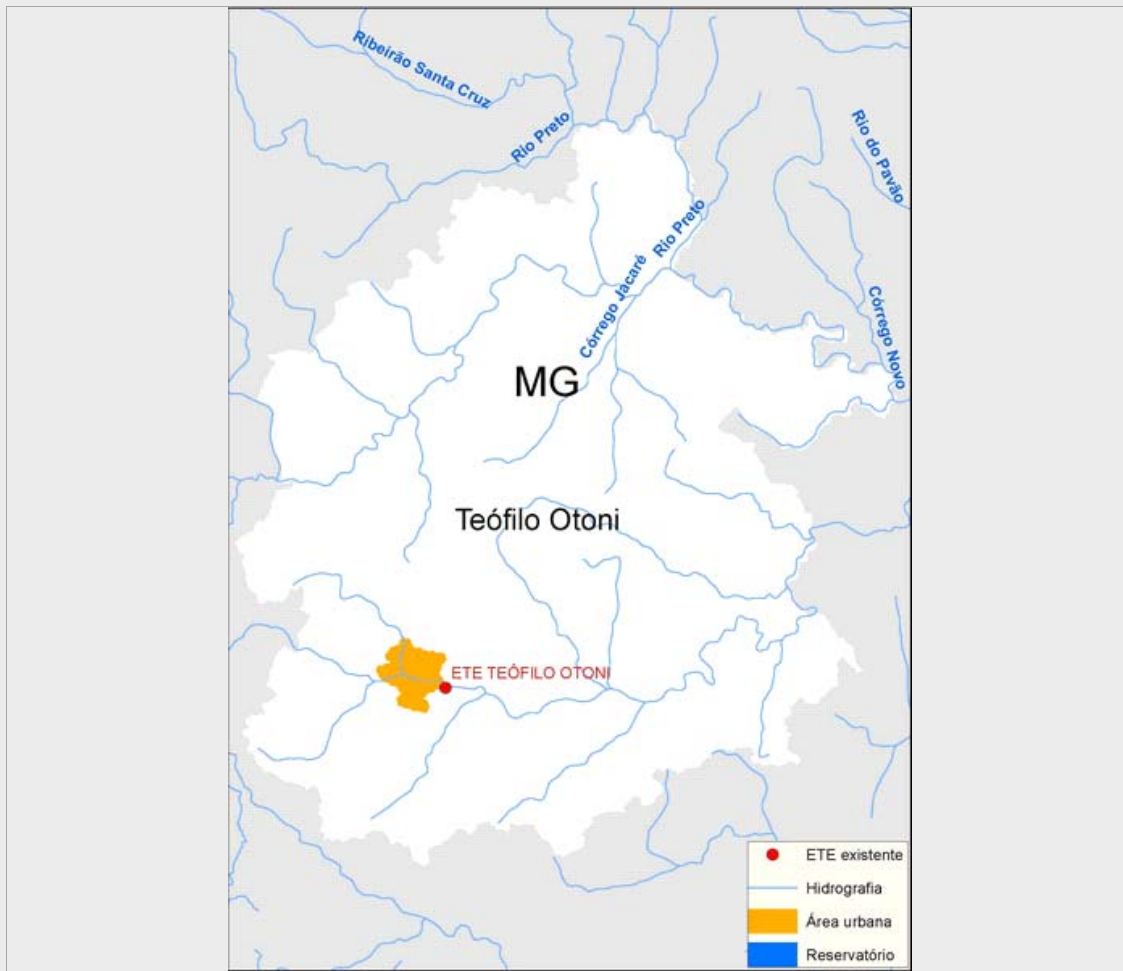 Ribeirão Santa Cruz
Rio Preto
Rio do Pavão
Rio Preto
Córrego Jacaré
Córrego Novo
MG
Teófilo Otoni
ETE TEÓFILO OTONI
ETE existente
Hidrografia
Área urbana
Reservatório